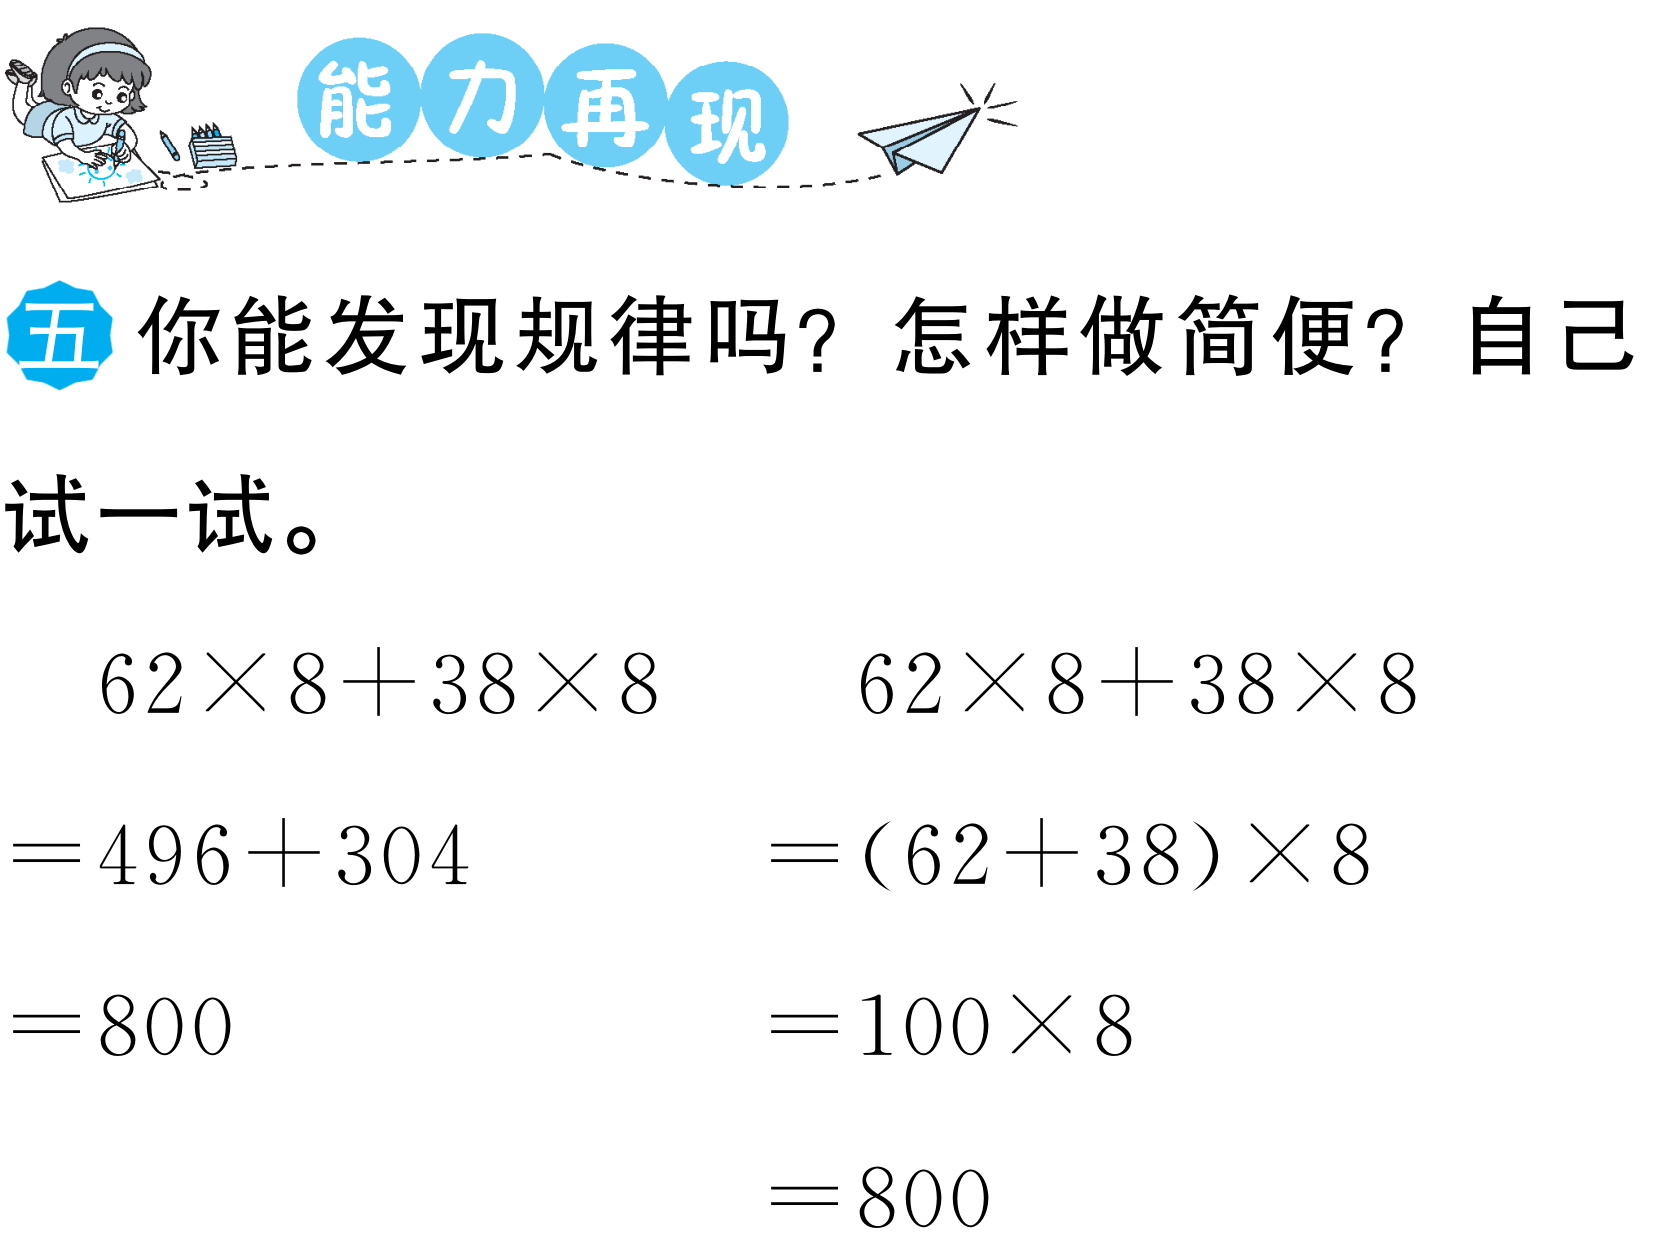 能力再现
五 你能发现规律吗？怎样做简便？自己
试一试。
62×8+38×8 62×8+38×8
=496+304 =(62+38)×8
=800 =100×8
=800